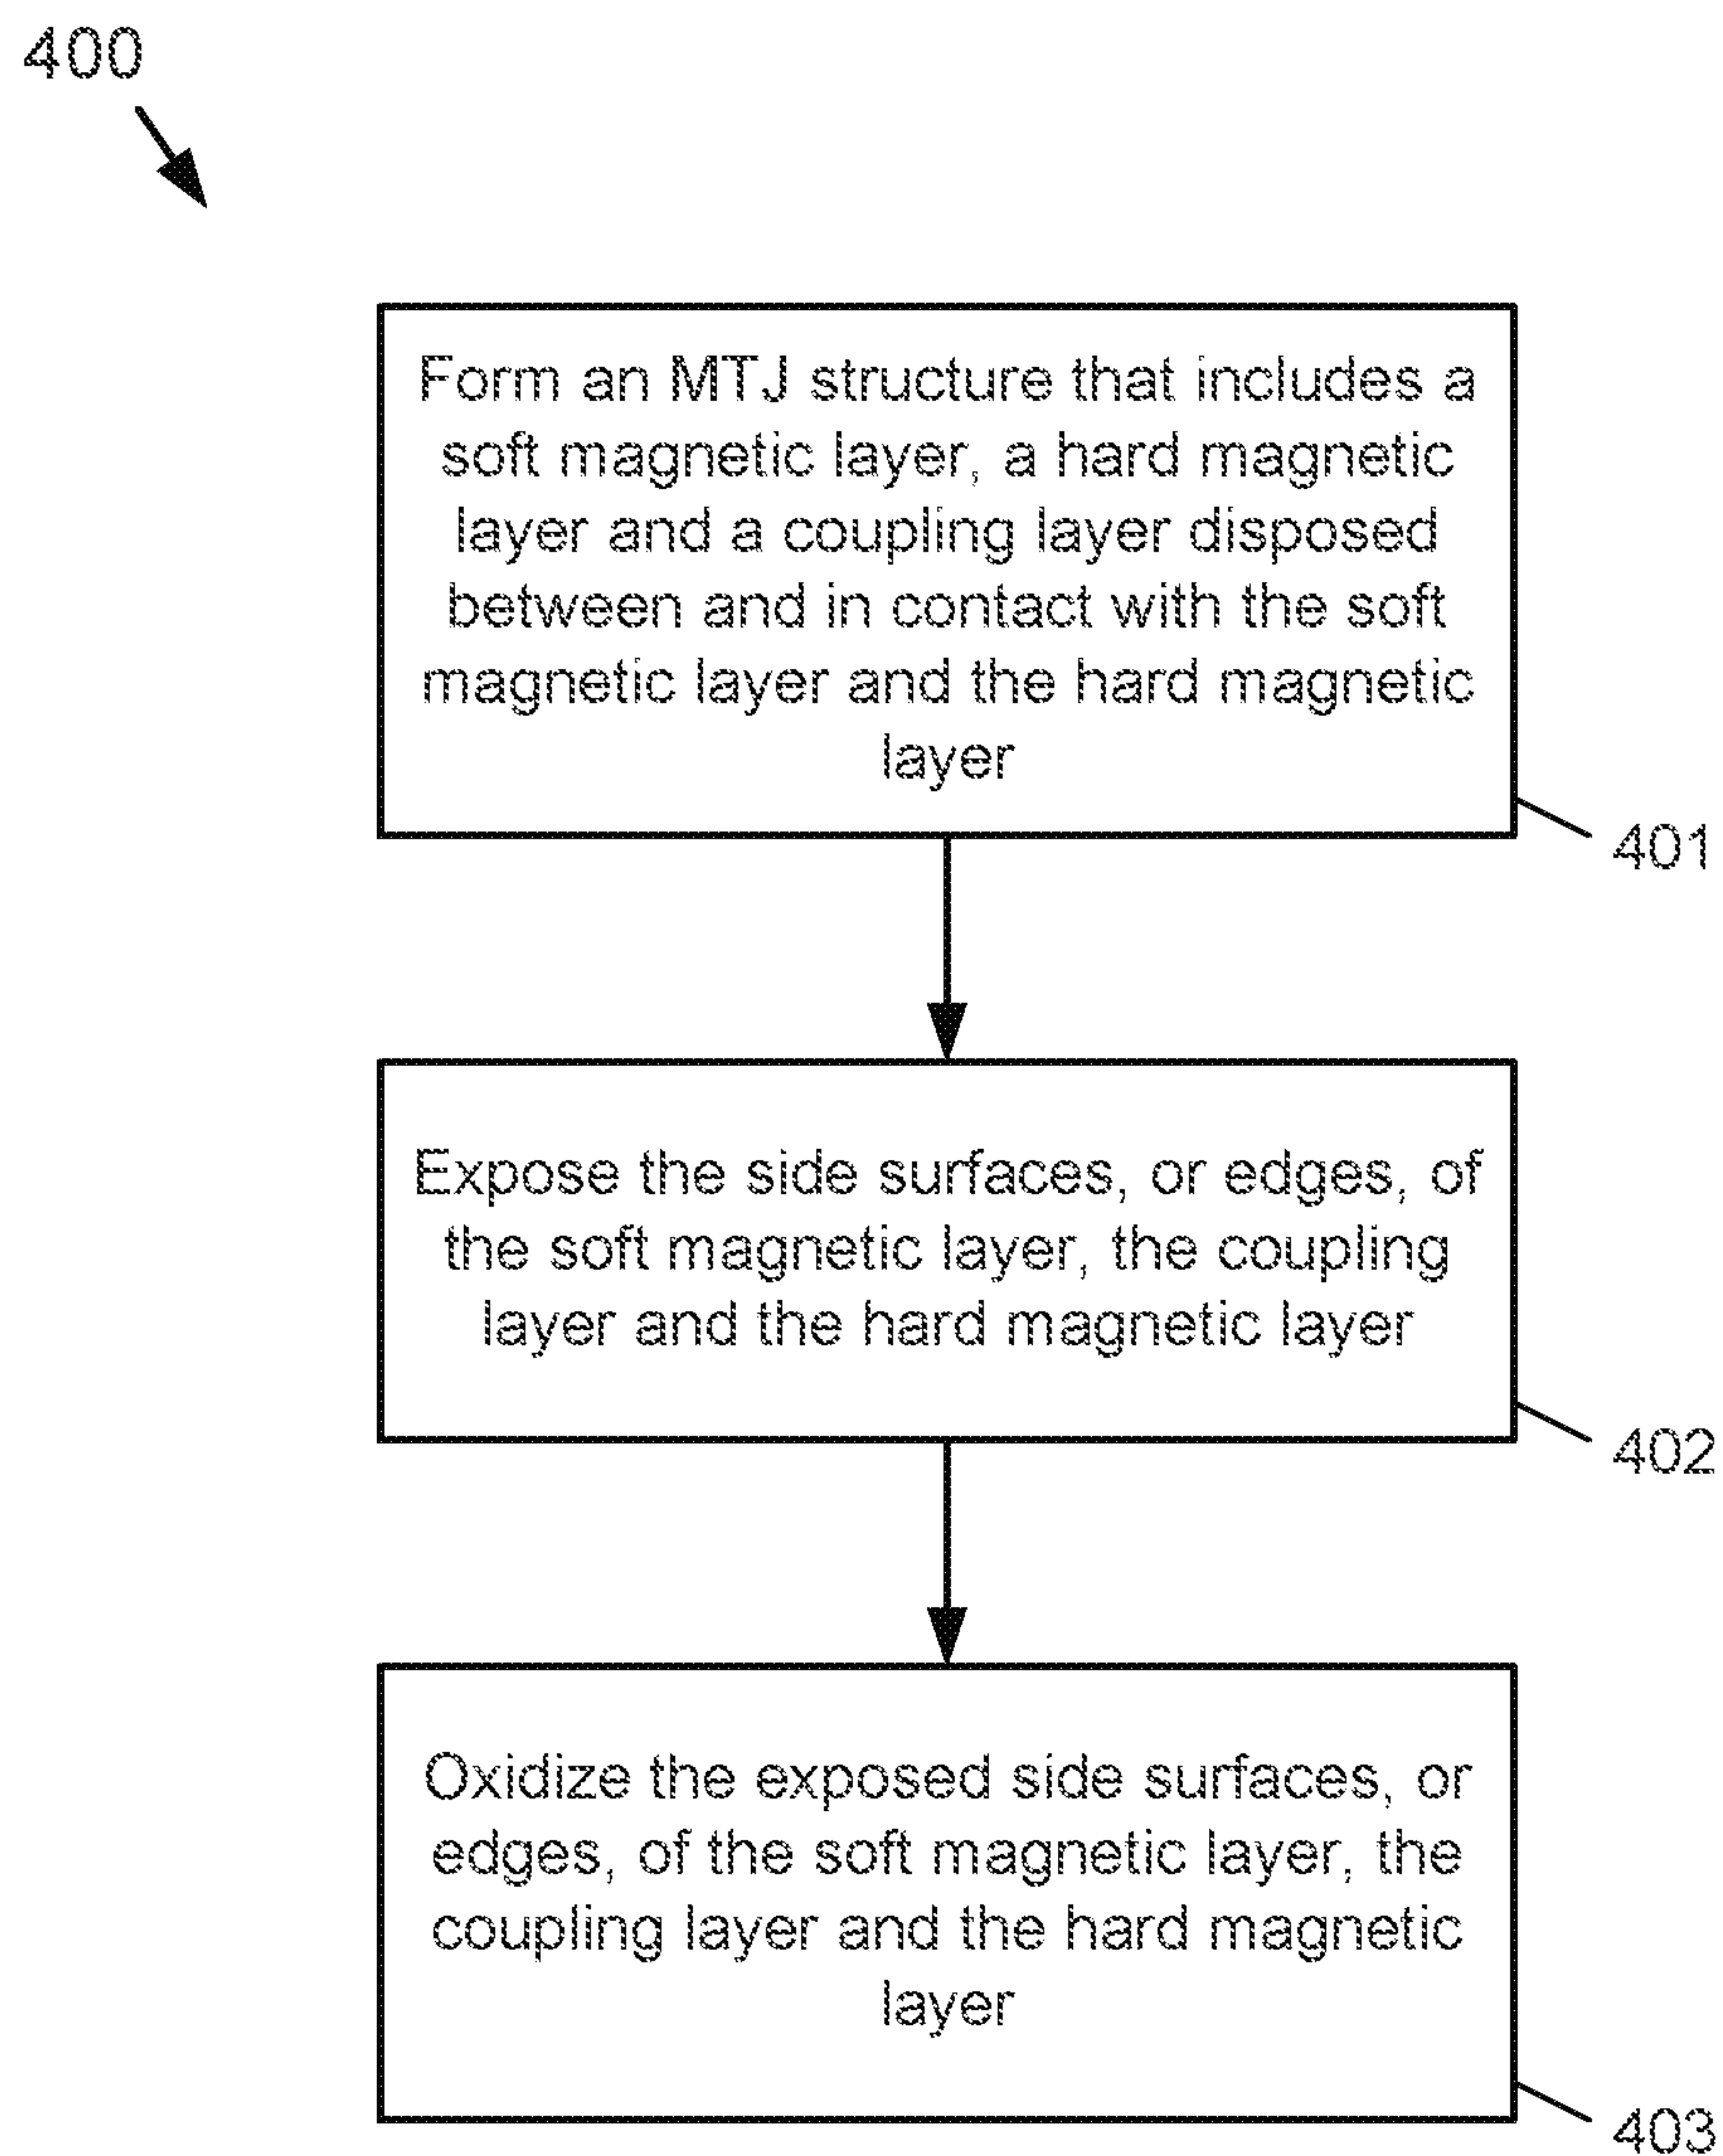 400
Form an MTJ structure that includes a
soft magnetic layer, a hard magnetic
layer and a coupling layer disposed
between and in contact with the soft
magnetic layer and the hard magnetic
layer
401
Expose the side surfaces, or edges, of
the soft magnetic layer, the coupling
layer and the hard magnetic layer
402
Oxidize the exposed side surfaces, or
edges, of the soft magnetic layer, the
coupling layer and the hard magnetic
layer
403